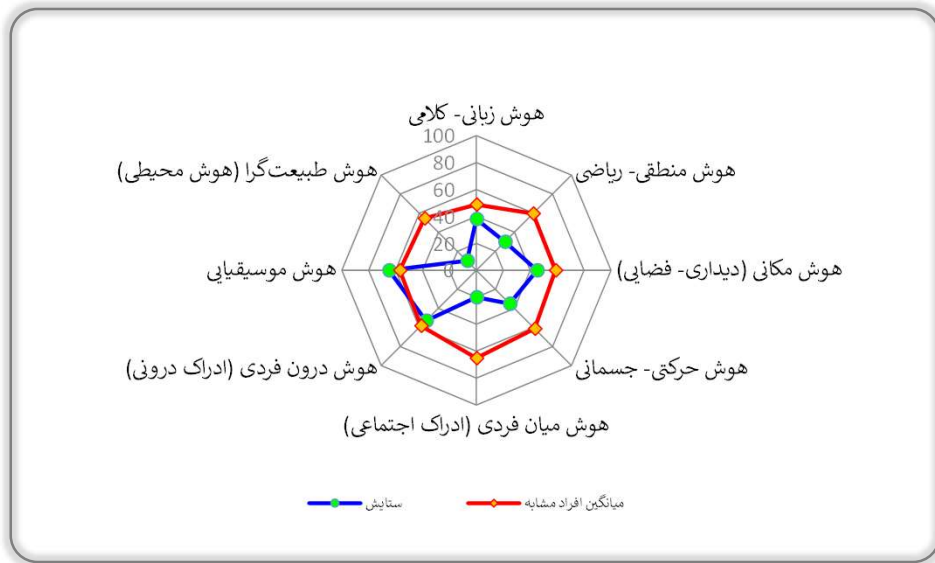 هوش زبانی- کلامی
100
هوش منطقی- ریاضی
هوش طبیعت‌گرا (هوش محیطی)
80
60
40
20
0
هوش مکانی (دیداری- فضایی)
هوش موسیقیایی
هوش حرکتی- جسمانی
هوش درون فردی (ادراک درونی)
هوش میان فردی (ادراک اجتماعی)
میانگین افراد مشابه
ستایش